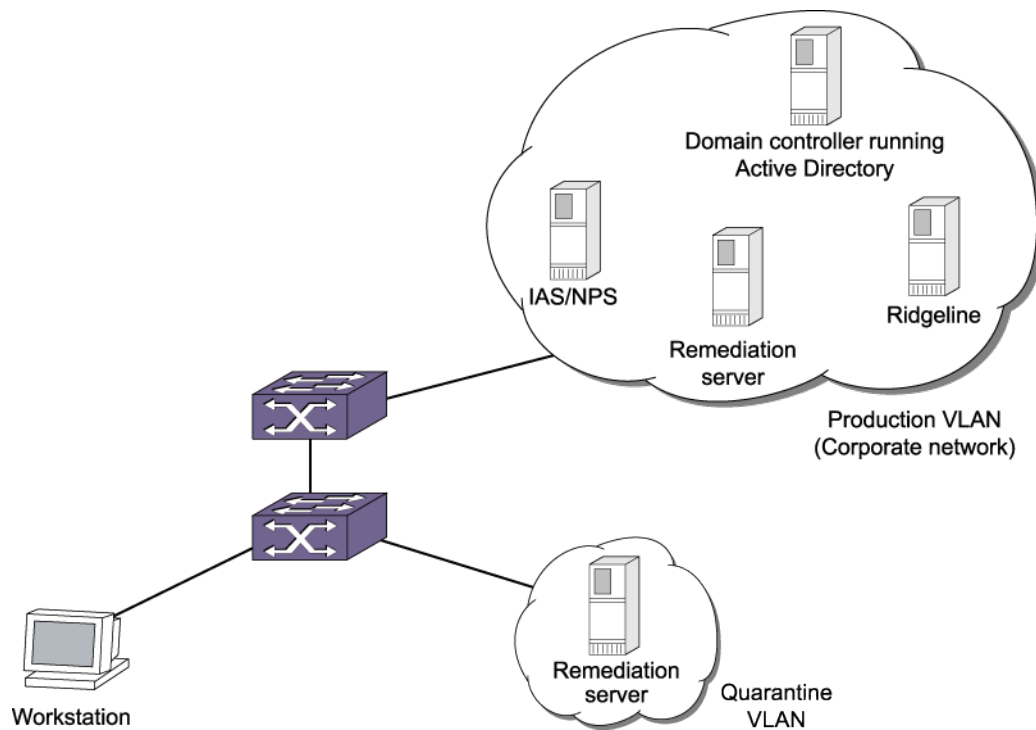 Domain controller running
Active Directory
IAS/NPS
Remediation
server
Ridgeline
Production VLAN
(Corporate network)
Remediation
server
Quarantine
VLAN
Workstation